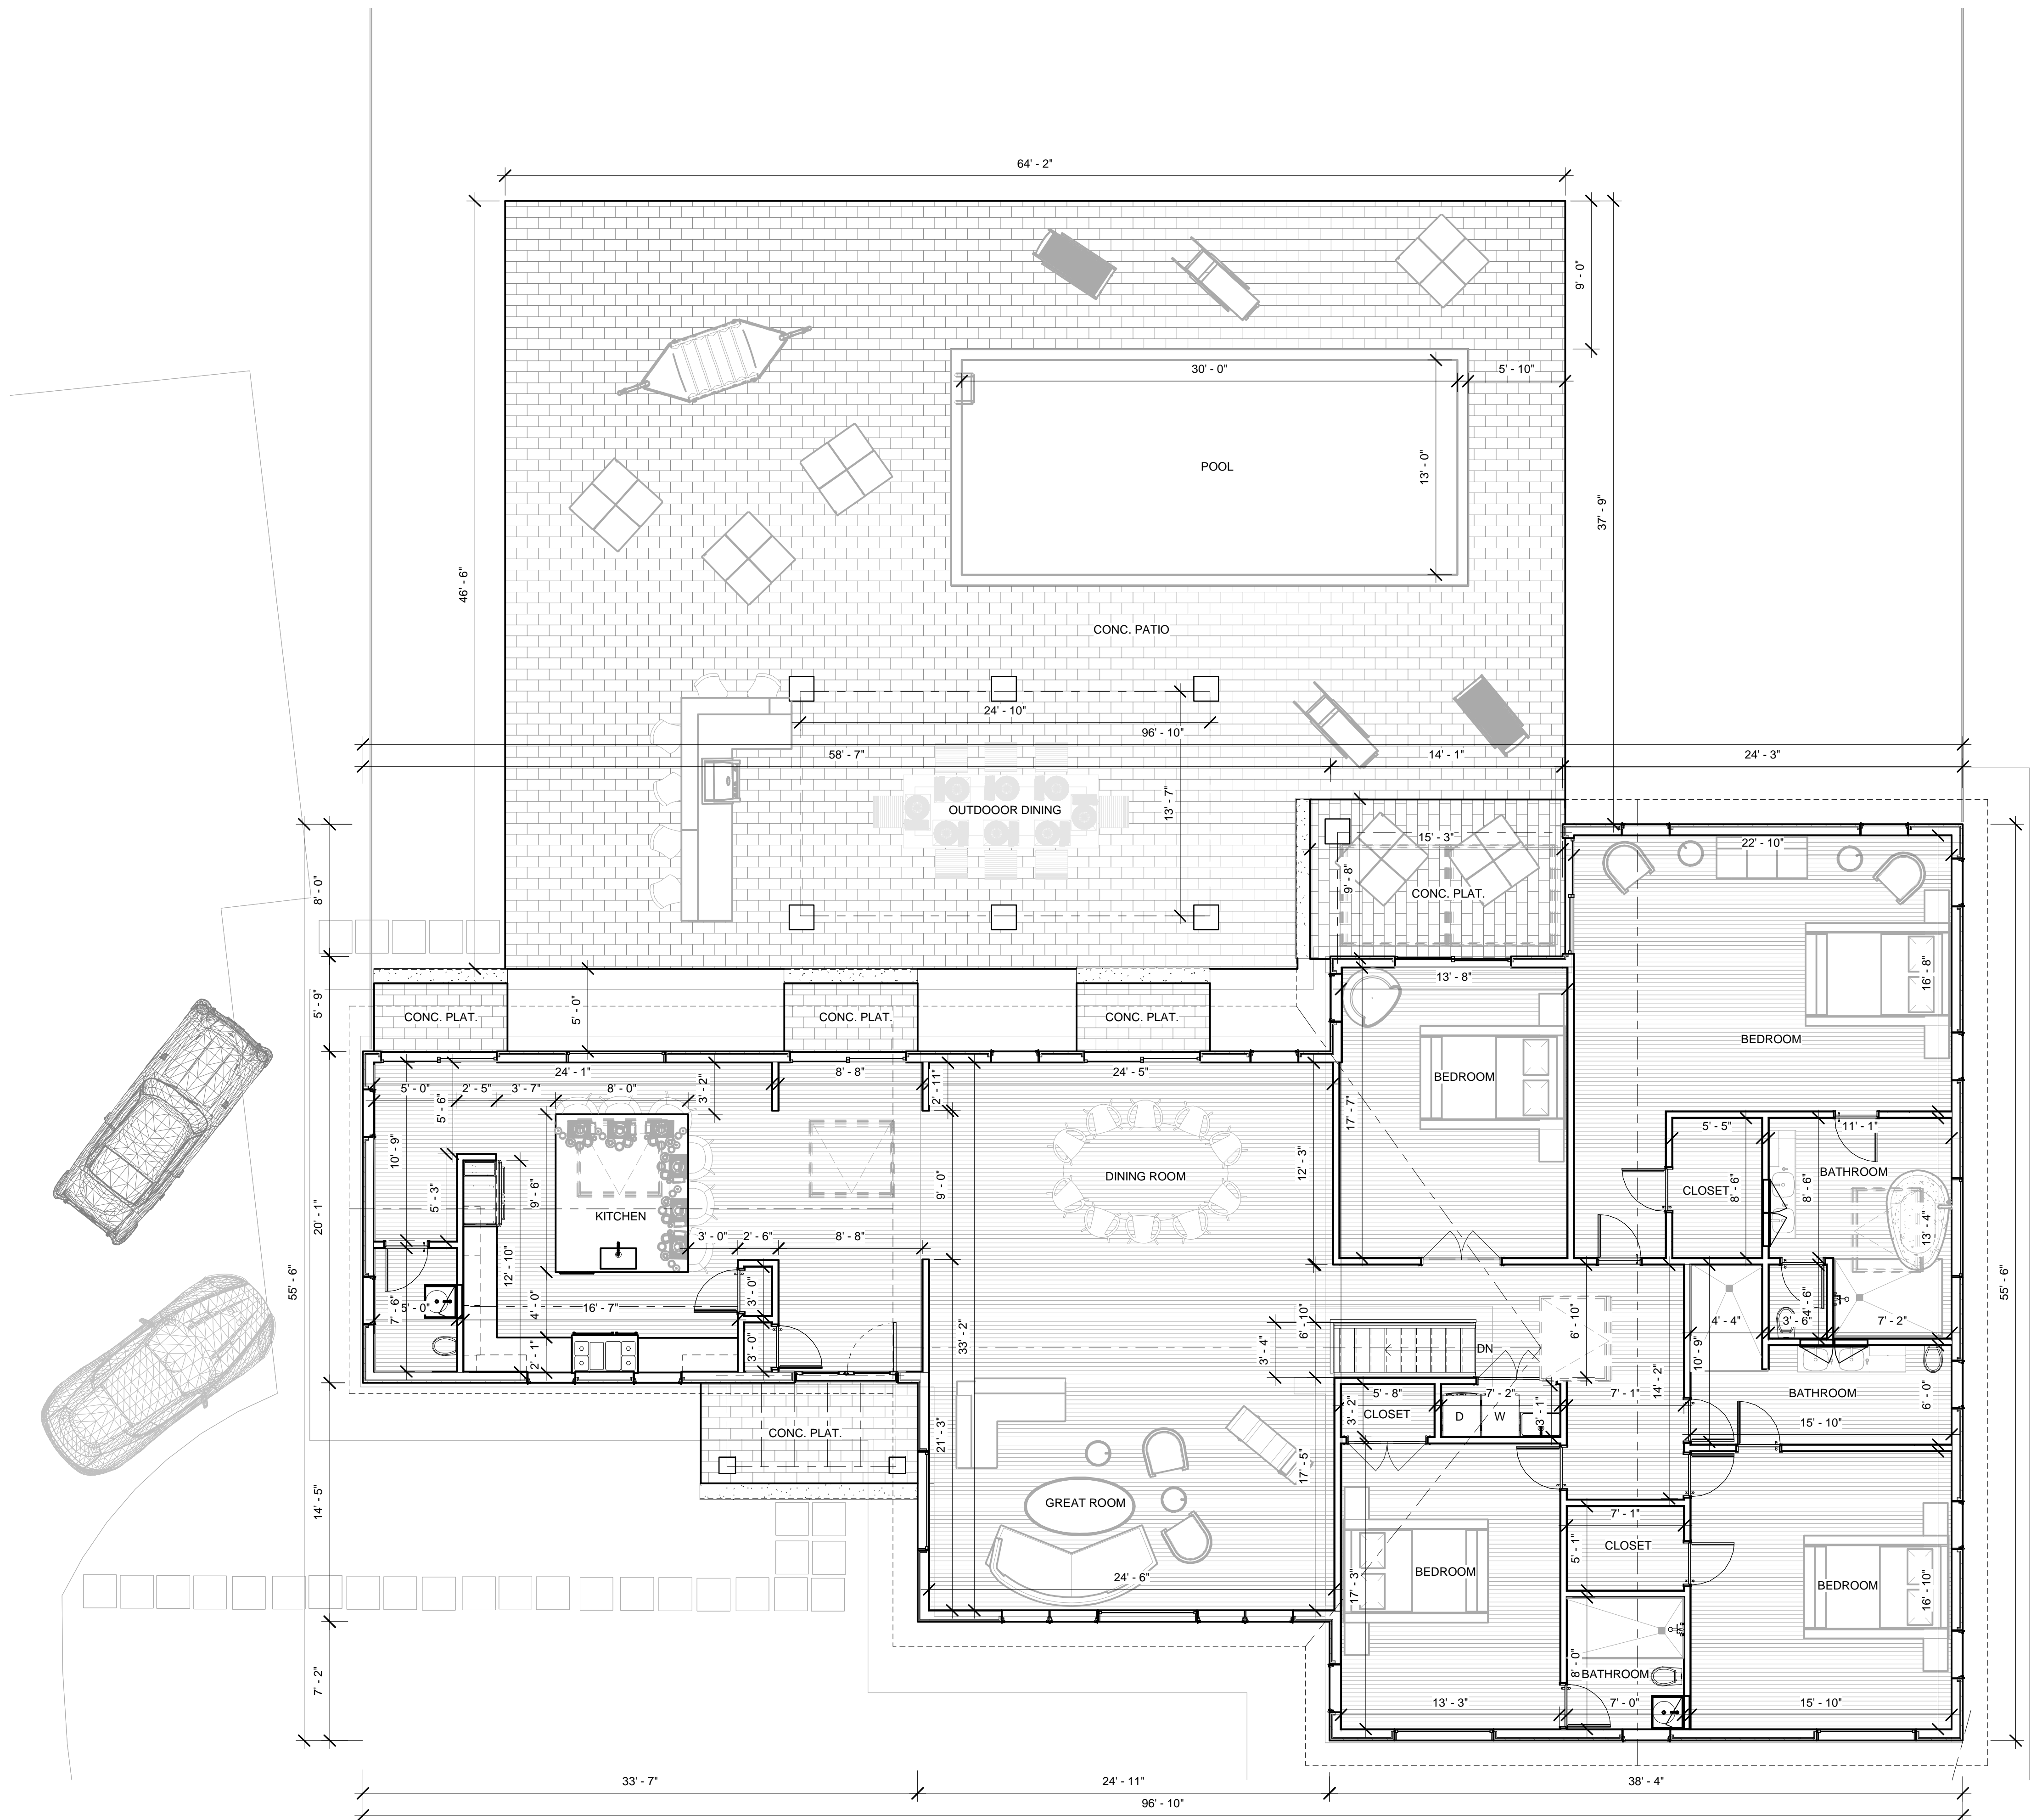 64' - 2"
9' - 0"
30' - 0"
5' - 10"
POOL
13' - 0"
37' - 9"
46' - 6"
CONC. PATIO
24' - 10"
96' - 10"
58' - 7"
14' - 1"
24' - 3"
13' - 7"
OUTDOOOR DINING
15' - 3"
22' - 10"
9' - 8"
CONC. PLAT.
8' - 0"
16' - 8"
13' - 8"
5' - 9"
5' - 0"
CONC. PLAT.
CONC. PLAT.
CONC. PLAT.
BEDROOM
24' - 1"
8' - 8"
24' - 5"
BEDROOM
5' - 0"
2' - 5"
3' - 7"
8' - 0"
3' - 2"
2' - 11"
5' - 6"
17' - 7"
5' - 5"
11' - 1"
10' - 9"
9' - 0"
12' - 3"
DINING ROOM
BATHROOM
5' - 3"
9' - 6"
CLOSET
8' - 6"
8' - 6"
KITCHEN
13' - 4"
20' - 1"
3' - 0"
2' - 6"
8' - 8"
12' - 10"
55' - 6"
55' - 6"
7' - 6"
5' - 0"
4' - 0"
16' - 7"
3' - 0"
3' - 0"
2' - 1"
33' - 2"
6' - 10"
3' - 4"
DN
6' - 10"
4' - 4"
3' - 6"
4' - 6"
7' - 2"
10' - 9"
14' - 2"
5' - 8"
7' - 2"
7' - 1"
BATHROOM
6' - 0"
3' - 2"
CLOSET
D
W
3' - 1"
15' - 10"
CONC. PLAT.
21' - 3"
17' - 5"
14' - 5"
GREAT ROOM
7' - 1"
CLOSET
5' - 1"
24' - 6"
17' - 3"
BEDROOM
BEDROOM
16' - 10"
7' - 2"
8' - 0"
BATHROOM
13' - 3"
7' - 0"
15' - 10"
33' - 7"
24' - 11"
38' - 4"
96' - 10"